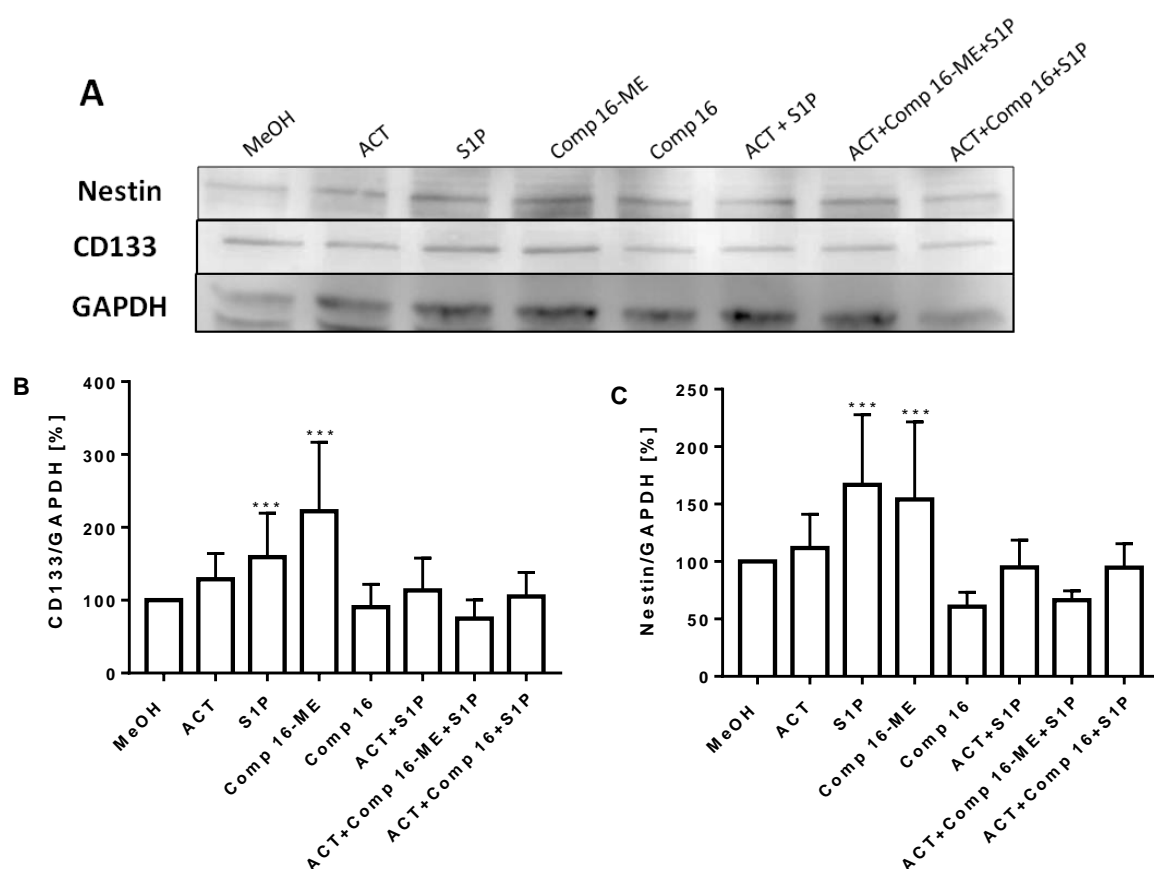 A
MeOH
ACT
S1P
Comp 16-ME
Comp 16
ACT + S1P
ACT+Comp 16-ME+S1P
ACT+Comp 16+S1P
Nestin
CD133
GAPDH
B
CD133/GAPDH [%]
400
300
200
100
0
***
***
MeOH
ACT
S1P
Comp 16-ME
Comp 16
ACT+S1P
ACT+Comp 16-ME+S1P
ACT+Comp 16+S1P
C
Nestin/GAPDH [%]
250
200
150
100
50
0
***
***
MeOH
ACT
S1P
Comp 16-ME
Comp 16
ACT+S1P
ACT+Comp 16-ME+S1P
ACT+Comp 16+S1P